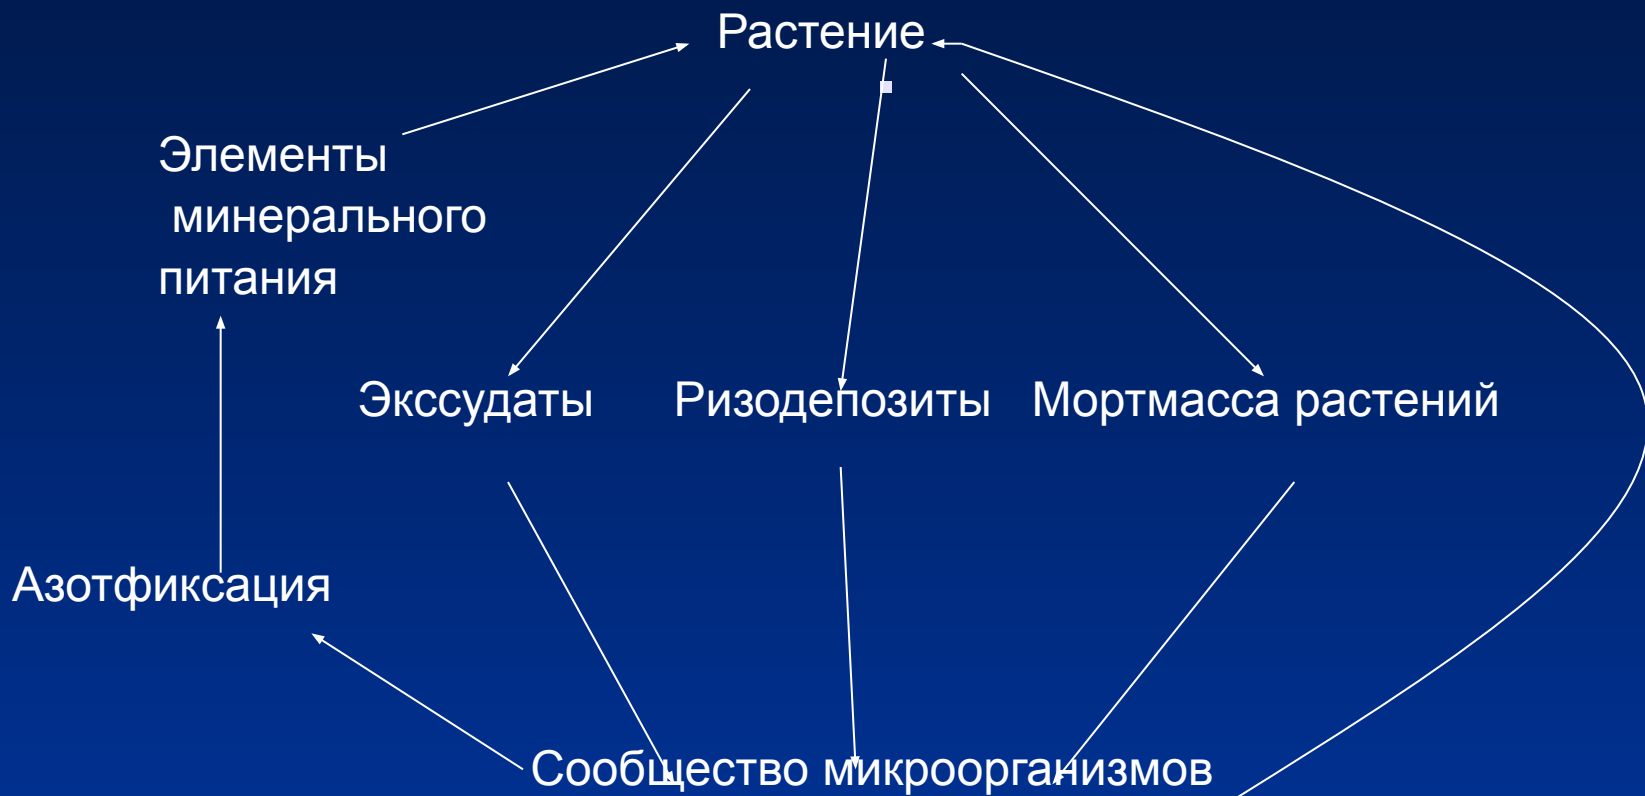 Растение
Элементы
минерального
питания
Экссудаты Ризодепозиты Мортмасса растений
Азотфиксация
Сообщество микроорганизмов